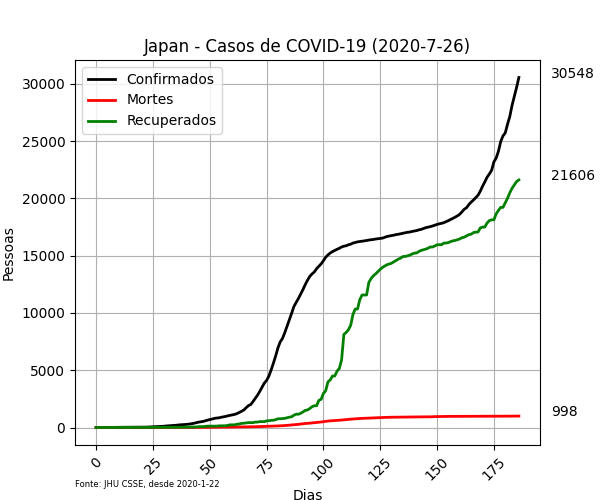 Japan - Casos de COVID-19 (2020-7-26)
Confirmados
Mortes
Recuperados
30548
21606
998
30000
25000
20000
15000
10000
5000
0
Pessoas
0
25
50
75
100
125
150
175
Fonte: JHU CSSE, desde 2020-1-22
Dias